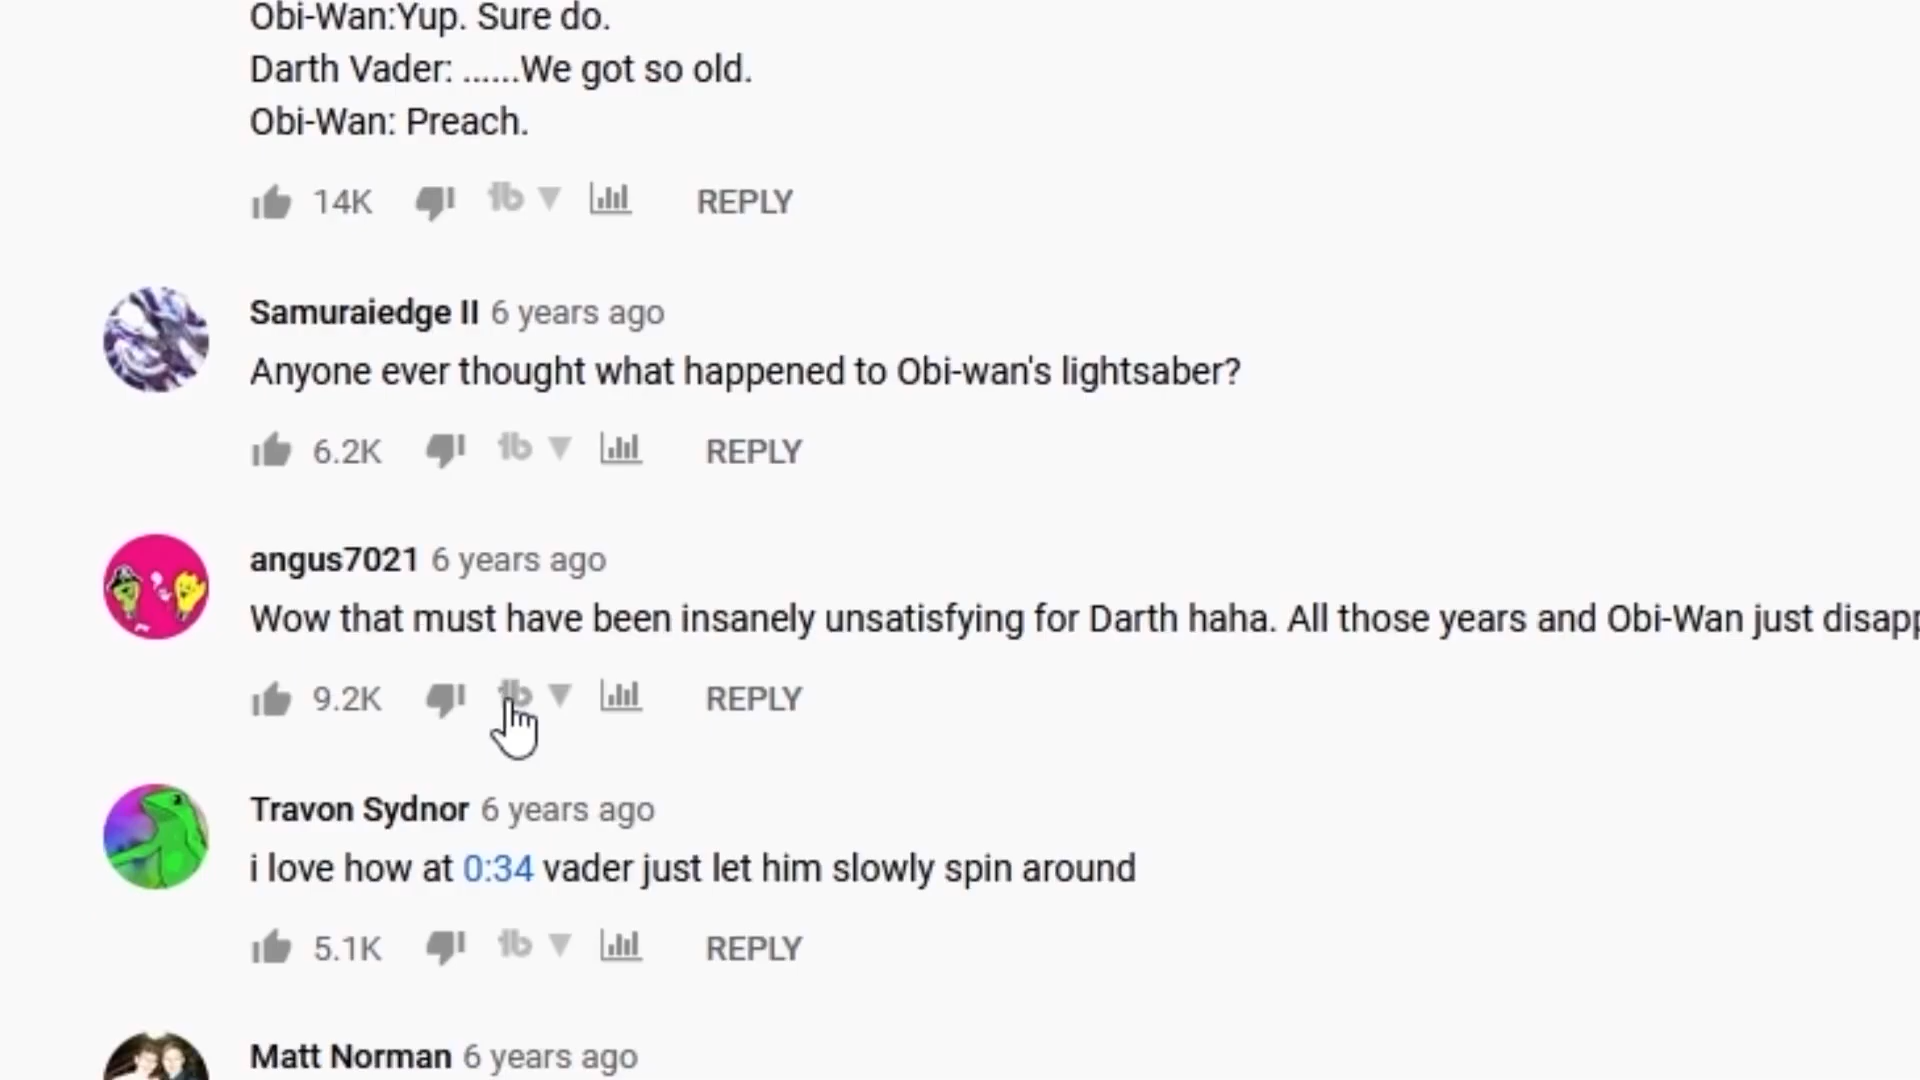 Obi-Wan:Yup. Sure do.
Darth Vader: ......We got so old.
Obi-Wan: Preach.
14K REPLY
Samuraiedge II 6 years ago
Anyone ever thought what happened to Obi-wan's lightsaber?
6.2K REPLY
angus7021 6 years ago
Wow that must have been insanely unsatisfying for Darth haha. All those years and Obi-Wan just disapp
9.2K REPLY
Travon Sydnor 6 years ago
i love how at 0:34 vader just let him slowly spin around
5.1K REPLY
Matt Norman 6 years ago